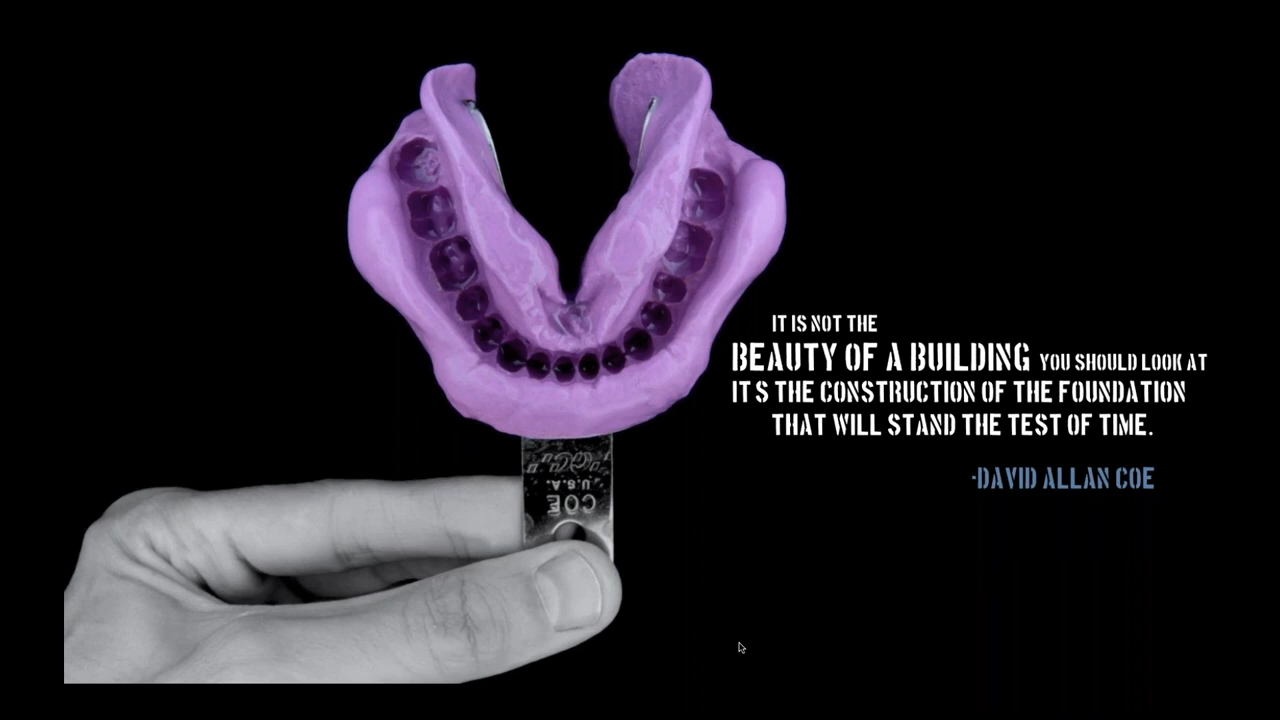 IT IS NOT THE
BEAUTY OF A BUILDING YOU SHOULD LOOK AT
IT S THE CONSTRUCTION OF THE FOUNDATION
THAT WILL STAND THE TEST OF TIME.
-DAVID ALLAN COE
U.S.A.
COE